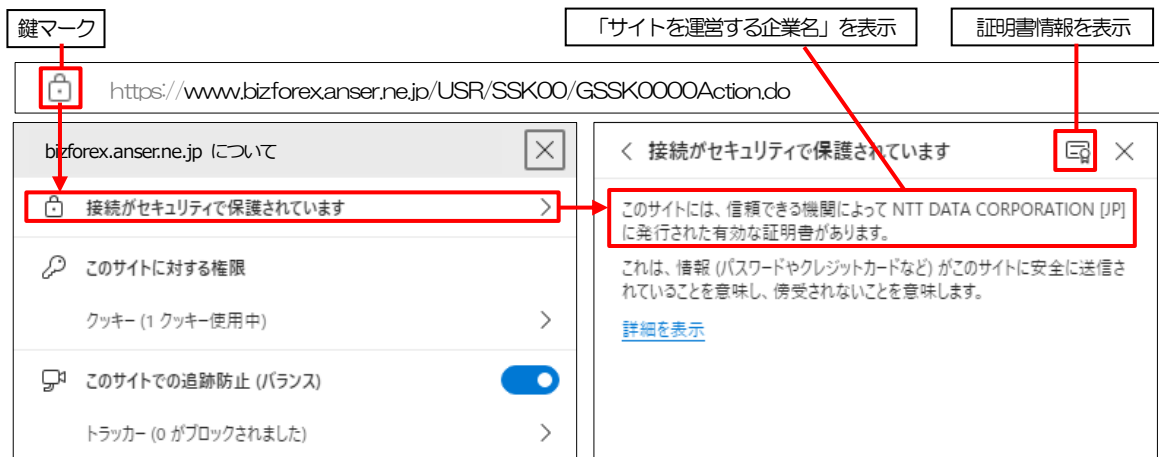 鍵マーク
「サイトを運営する企業名」を表示
証明書情報を表示
https://www.bizforex.anser.ne.jp/USR/SSK00/GSSK0000Action.do
bizforex.anser.ne.jp について
接続がセキュリティで保護されています
このサイトに対する権限
クッキー (1 クッキー使用中)
このサイトでの追跡防止 (バランス)
トラッカー (0 がブロックされました)
接続がセキュリティで保護されています
このサイトには、信頼できる機関によって NTT DATA CORPORATION [JP]
に発行された有効な証明書があります。
これは、情報 (パスワードやクレジットカードなど) がこのサイトに安全に送信さ
れていることを意味し、傍受されないことを意味します。
詳細を表示